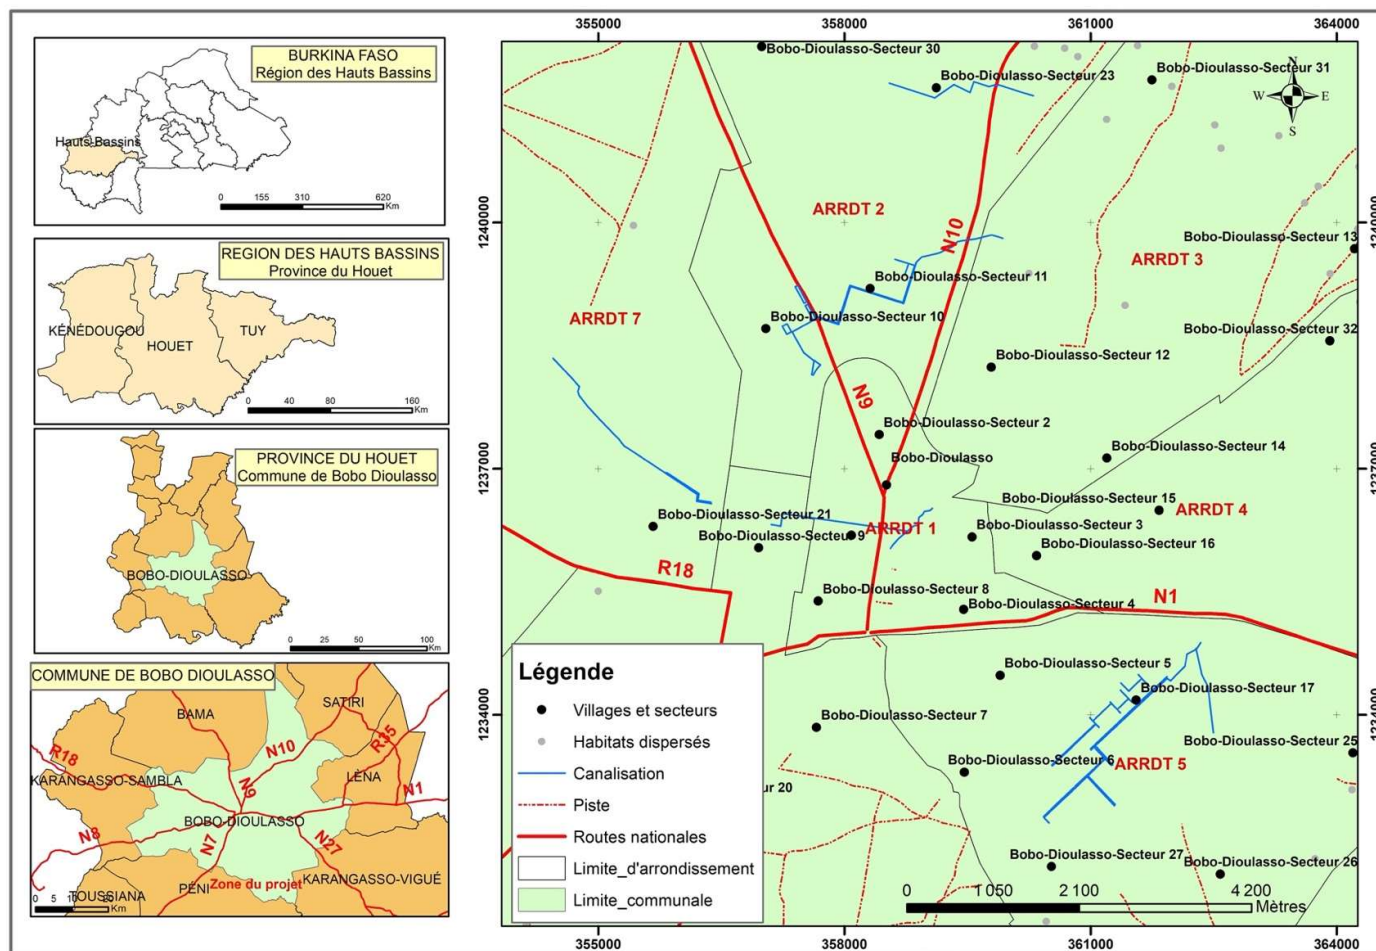 BURKINA FASO
Région des Hauts Bassins
Hauts-Bassins
0 155 310 620
Km
REGION DES HAUTS BASSINS
Province du Houet
KÉNÉDOUGOU
HOUET
TUY
0 40 80 160
Km
PROVINCE DU HOUET
Commune de Bobo Dioulasso
BOBO-DIOULASSO
0 25 50 100
Km
COMMUNE DE BOBO DIOULASSO
BAMA
SATIRI
R35
N10
R18
KARANGASSO-SAMBLA
LÉNA
N9
N1
BOBO-DIOULASSO
N8
N7
N27
TOUSSIANA
PÉNI
Zone du projet
KARANGASSO-VIGUÉ
0 5 10
Km
355000 358000 361000 364000
Bobo-Dioulasso-Secteur 30
Bobo-Dioulasso-Secteur 23
Bobo-Dioulasso-Secteur 31
N
W E
S
1240000
1240000
ARRDT 2
N10
Bobo-Dioulasso-Secteur 13
ARRDT 3
Bobo-Dioulasso-Secteur 11
ARRDT 7
Bobo-Dioulasso-Secteur 10
Bobo-Dioulasso-Secteur 32
Bobo-Dioulasso-Secteur 12
N9
Bobo-Dioulasso-Secteur 2
Bobo-Dioulasso-Secteur 14
Bobo-Dioulasso
1237000
1237000
Bobo-Dioulasso-Secteur 15
ARRDT 4
Bobo-Dioulasso-Secteur 21
ARRDT 1
Bobo-Dioulasso-Secteur 9
Bobo-Dioulasso-Secteur 3
Bobo-Dioulasso-Secteur 16
R18
Bobo-Dioulasso-Secteur 8
Bobo-Dioulasso-Secteur 4
N1
Bobo-Dioulasso-Secteur 5
Bobo-Dioulasso-Secteur 17
Bobo-Dioulasso-Secteur 7
1234000
1234000
Bobo-Dioulasso-Secteur 25
Bobo-Dioulasso-Secteur 6
ARRDT 5
20
Bobo-Dioulasso-Secteur 27
Bobo-Dioulasso-Secteur 26
0 1 050 2 100 4 200
Mètres
Légende
Villages et secteurs
Habitats dispersés
Canalisation
Piste
Routes nationales
Limite_d'arrondissement
Limite_communale
355000 358000 361000 364000